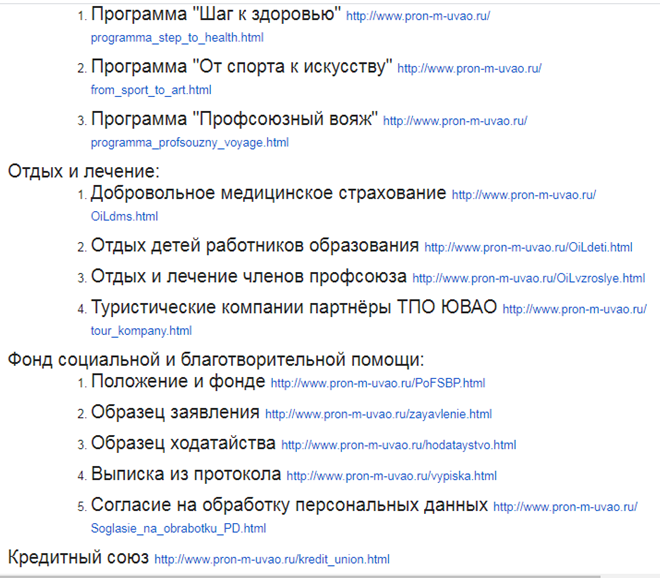 1. Программа "Шаг к здоровью" http://www.pron-m-uvao.ru/
programma_step_to_health.html
2. Программа "От спорта к искусству" http://www.pron-m-uvao.ru/
from_sport_to_art.html
3. Программа "Профсоюзный вояж" http://www.pron-m-uvao.ru/
programma_profsouzny_voyage.html
Отдых и лечение:
1. Добровольное медицинское страхование http://www.pron-m-uvao.ru/
OiLdms.html
2. Отдых детей работников образования http://www.pron-m-uvao.ru/OiLdeti.html
3. Отдых и лечение членов профсоюза http://www.pron-m-uvao.ru/OiLvzroslye.html
4. Туристические компании партнёры ТПО ЮВАО http://www.pron-m-uvao.ru/
tour_kompany.html
Фонд социальной и благотворительной помощи:
1. Положение и фонде http://www.pron-m-uvao.ru/PoFSBP.html
2. Образец заявления http://www.pron-m-uvao.ru/zayavlenie.html
3. Образец ходатайства http://www.pron-m-uvao.ru/hodataystvo.html
4. Выписка из протокола http://www.pron-m-uvao.ru/vypiska.html
5. Согласие на обработку персональных данных http://www.pron-m-uvao.ru/
Soglasie_na_obrabotku_PD.html
Кредитный союз http://www.pron-m-uvao.ru/kredit_union.html